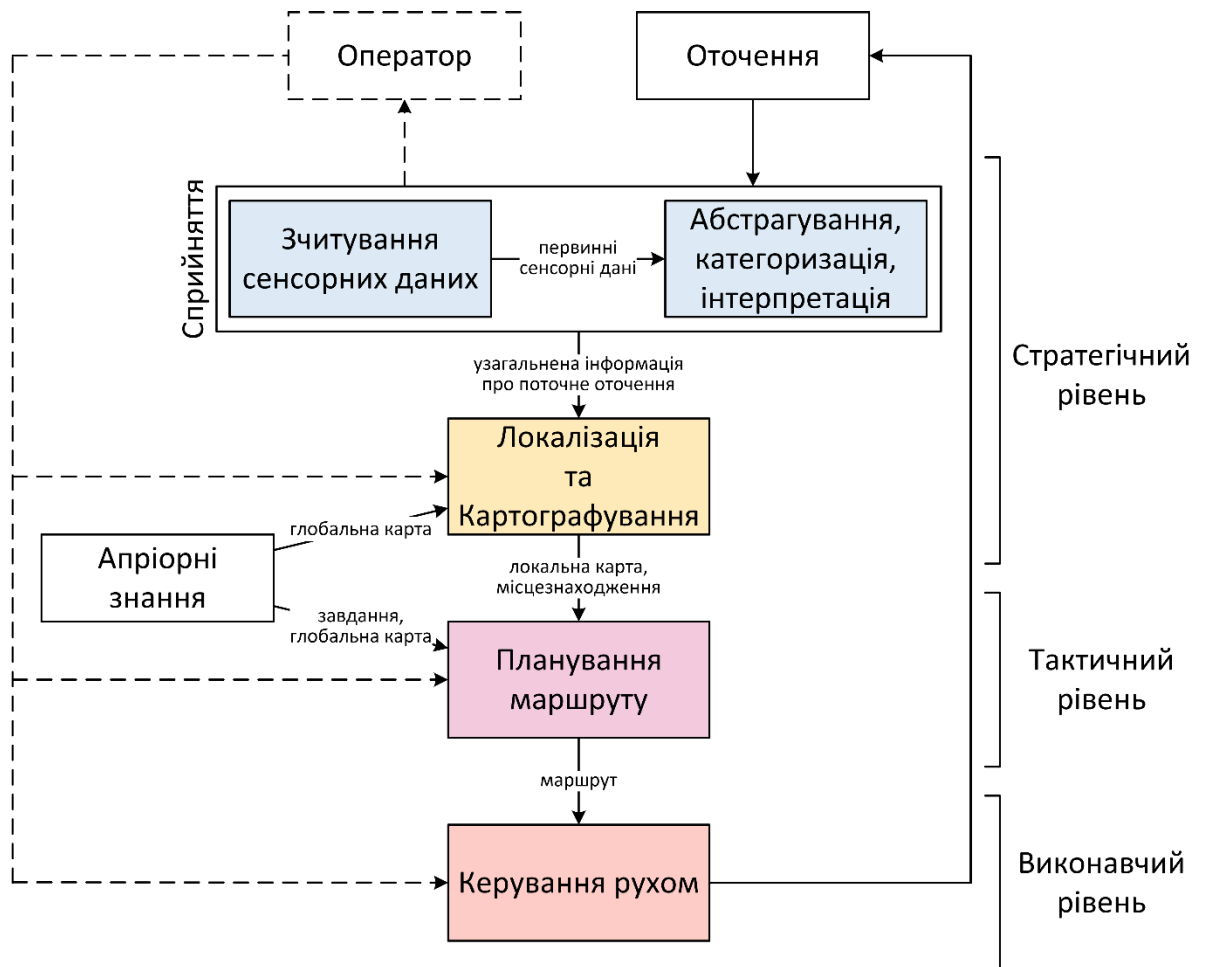 Оператор
Оточення
Сприйняття
Зчитування
сенсорних даних
первинні
сенсорні дані
Абстрагування,
категоризація,
інтерпретація
узагальнена інформація
про поточне оточення
Стратегічний
рівень
Локалізація
та
Картографування
глобальна карта
Апріорні
знання
локальна карта,
місцезнаходження
завдання,
глобальна карта
Планування
маршруту
Тактичний
рівень
маршрут
Керування рухом
Виконавчий
рівень